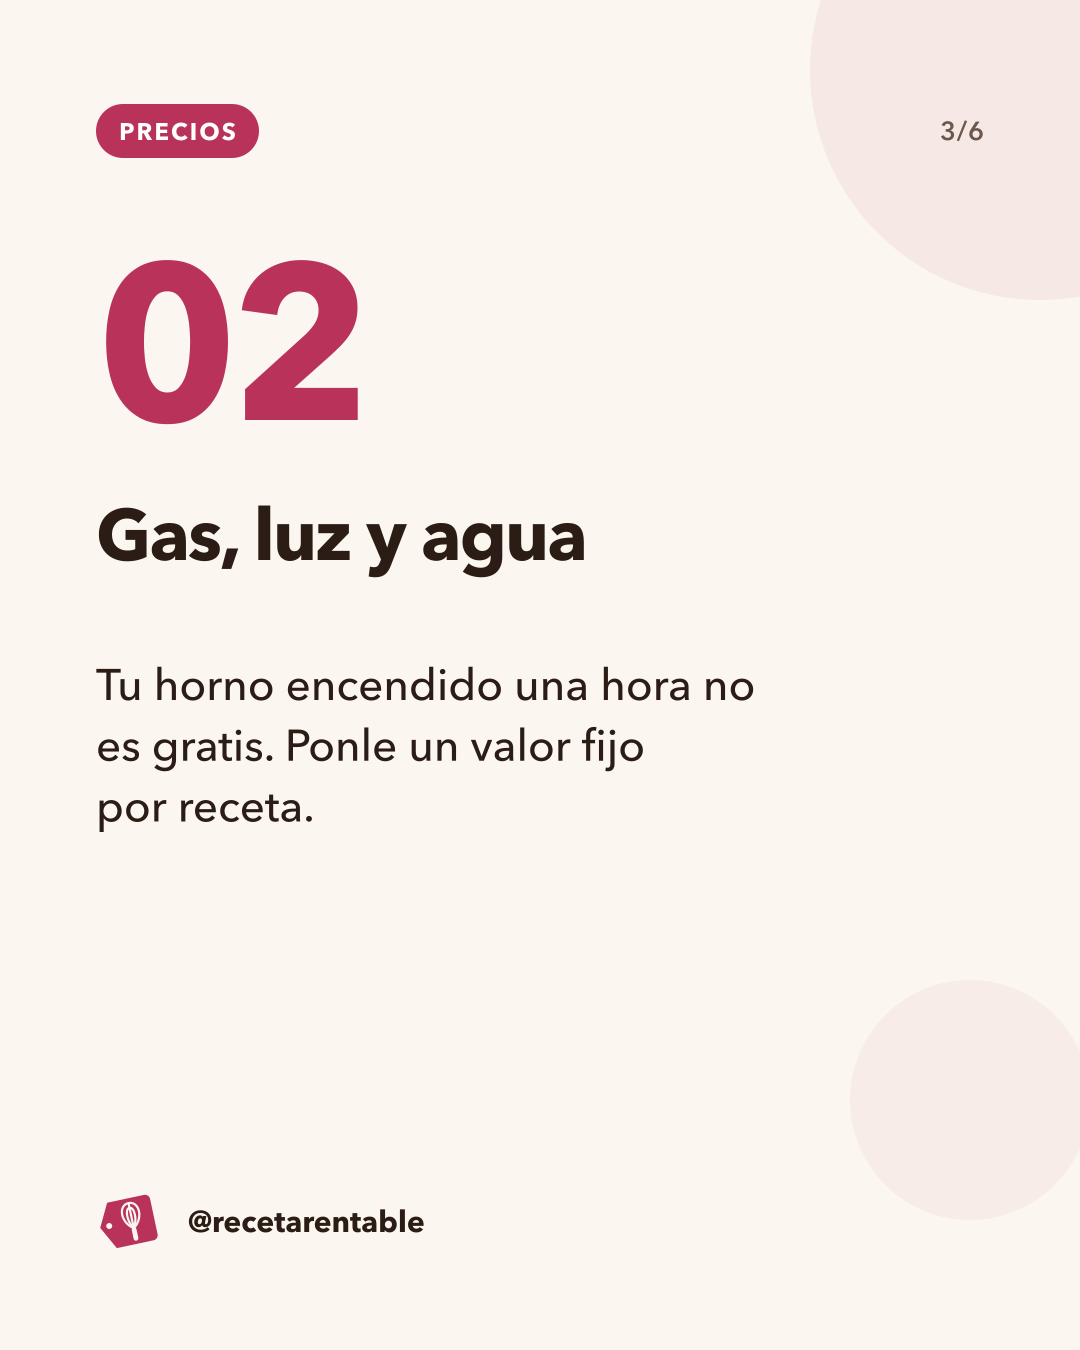 PRECIOS
3/6
02
Gas, luz y agua
Tu horno encendido una hora no
es gratis. Ponle un valor fijo
por receta.
@recetarentable